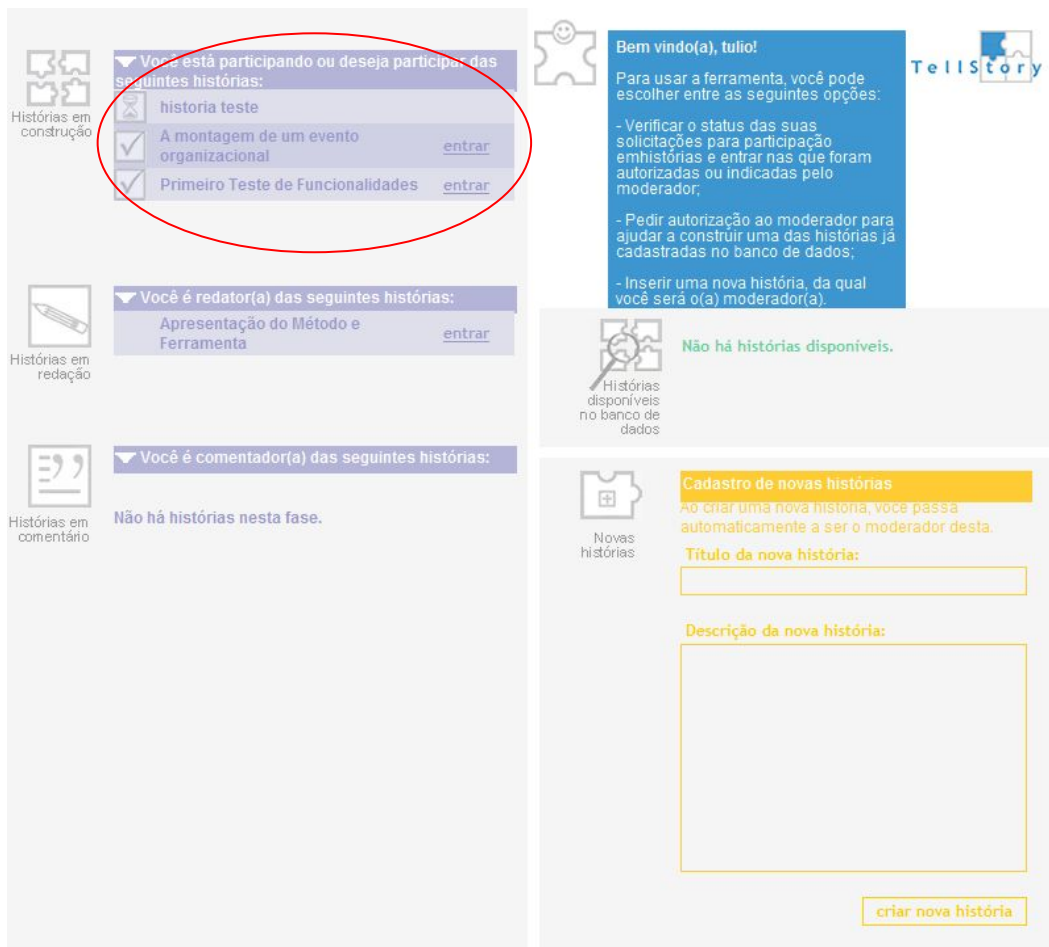 Histórias em
construção
Você está participando ou deseja participar das
seguintes histórias:
historia teste
A montagem de um evento
organizacional
entrar
Primeiro Teste de Funcionalidades
entrar
Histórias em
redação
Você é redator(a) das seguintes histórias:
Apresentação do Método e
Ferramenta
entrar
Histórias em
comentário
Você é comentador(a) das seguintes histórias:
Não há histórias nesta fase.
Bem vindo(a), tulio!
Para usar a ferramenta, você pode
escolher entre as seguintes opções:
- Verificar o status das suas
solicitações para participação
emhistórias e entrar nas que foram
autorizadas ou indicadas pelo
moderador;
- Pedir autorização ao moderador para
ajudar a construir uma das histórias já
cadastradas no banco de dados;
- Inserir uma nova história, da qual
você será o(a) moderador(a).
TellStory
Histórias
disponíveis
no banco de
dados
Não há histórias disponíveis.
Novas
histórias
Cadastro de novas histórias
Ao criar uma nova história, você passa
automaticamente a ser o moderador desta.
Título da nova história:
Descrição da nova história:
criar nova história